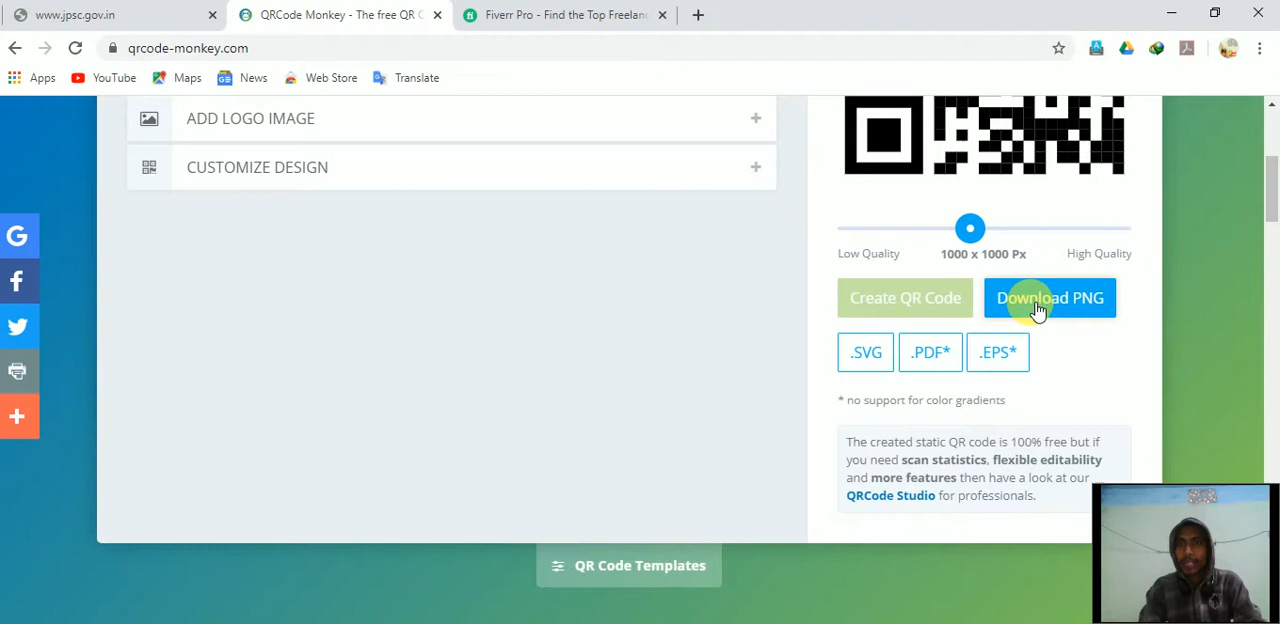 www.jpsc.gov.in
QRCode Monkey - The free QR C
Fiverr Pro - Find the Top Freelanc
qrcode-monkey.com
Apps
YouTube
Maps
News
Web Store
Translate
ADD LOGO IMAGE
CUSTOMIZE DESIGN
Low Quality
1000 x 1000 Px
High Quality
Create QR Code
Download PNG
.SVG
.PDF*
.EPS*
* no support for color gradients
The created static QR code is 100% free but if
you need scan statistics, flexible editability
and more features then have a look at our
QRCode Studio for professionals.
QR Code Templates